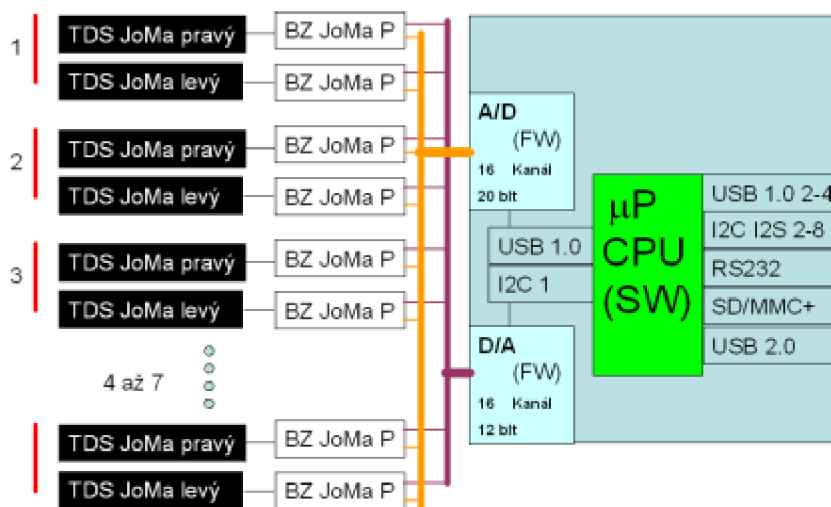 1
TDS JoMa pravý
BZ JoMa P
TDS JoMa levý
BZ JoMa P
2
TDS JoMa pravý
BZ JoMa P
TDS JoMa levý
BZ JoMa P
3
TDS JoMa pravý
BZ JoMa P
TDS JoMa levý
BZ JoMa P
4 až 7
TDS JoMa pravý
BZ JoMa P
TDS JoMa levý
BZ JoMa P
A/D
(FW)
16 Kanál
20 bIt
USB 1.0
I2C 1
D/A
(FW)
16 Kanál
12 bIt
µP
CPU
(SW)
USB 1.0 2-4
I2C I2S 2-8
RS232
SD/MMC+
USB 2.0